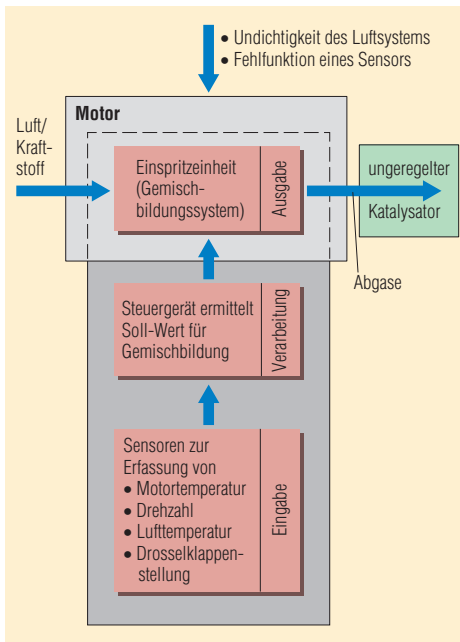 ● Undichtigkeit des Luftsystems
● Fehlfunktion eines Sensors
Motor
Luft/
Kraft-
stoff
Einspritzeinheit
(Gemisch-
bildungssystem)
Ausgabe
ungeregelter
Katalysator
Abgase
Steuergerät ermittelt
Soll-Wert für
Gemischbildung
Verarbeitung
Sensoren zur
Erfassung von
● Motortemperatur
● Drehzahl
● Lufttemperatur
● Drosselklappen-
stellung
Eingabe